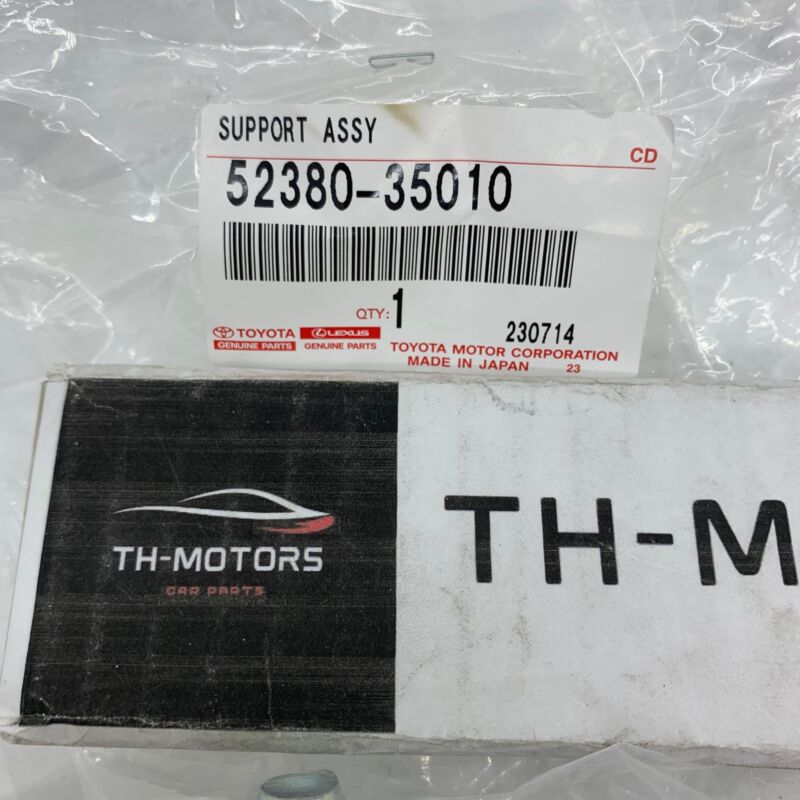 SUPPORT ASSY
CD
52380-35010
QTY: 1
230714
TOYOTA LEXUS
GENUINE PARTS GENUINE PARTS
TOYOTA MOTOR CORPORATION
MADE IN JAPAN 23
TH-MOTORS
CAR PARTS
TH-M